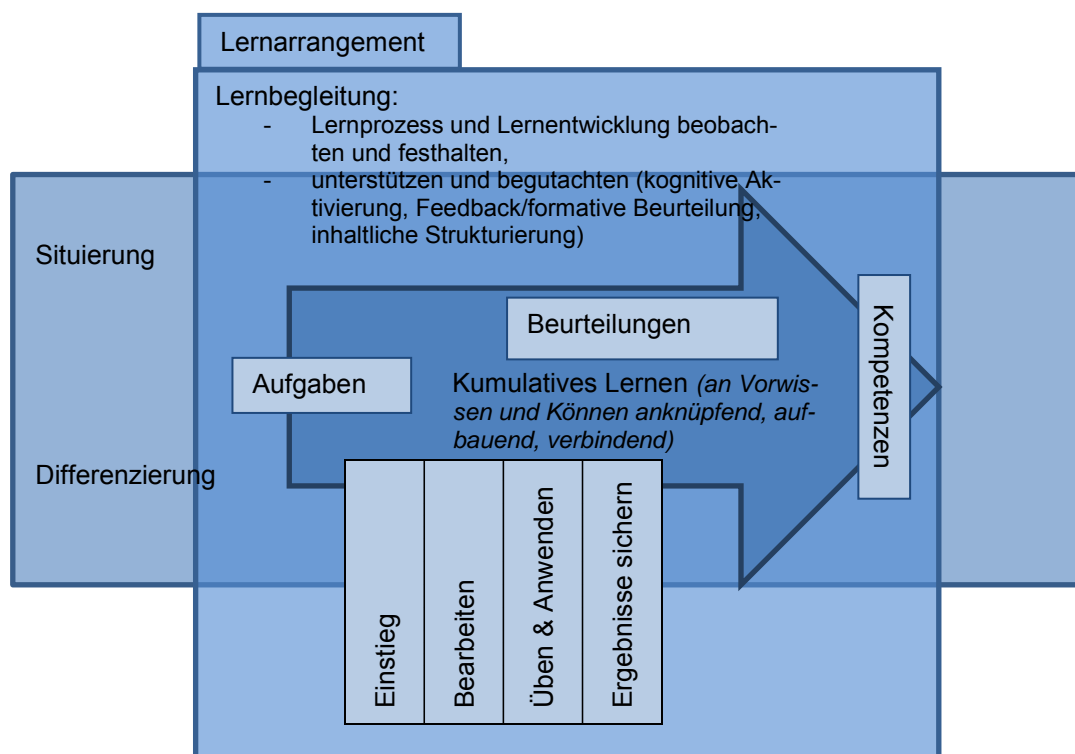 Lernarrangement
Lernbegleitung:
- Lernprozess und Lernentwicklung beobach-
ten und festhalten,
- unterstützen und begutachten (kognitive Ak-
tivierung, Feedback/formative Beurteilung,
inhaltliche Strukturierung)
Situierung
Beurteilungen
Aufgaben
Kumulatives Lernen (an Vorwis-
sen und Können anknüpfend, auf-
bauend, verbindend)
Kompetenzen
Differenzierung
Einstieg
Bearbeiten
Üben & Anwenden
Ergebnisse sichern